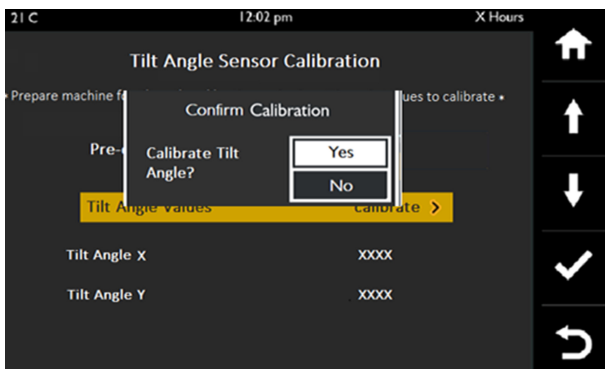 21 C 12:02 pm X Hours
Tilt Angle Sensor Calibration
• Prepare machine ues to calibrate •
Confirm Calibration
Calibrate Tilt Yes
Angle? No
Tilt Angle Values Calibrate >
Tilt Angle X XXXX
Tilt Angle Y XXXX